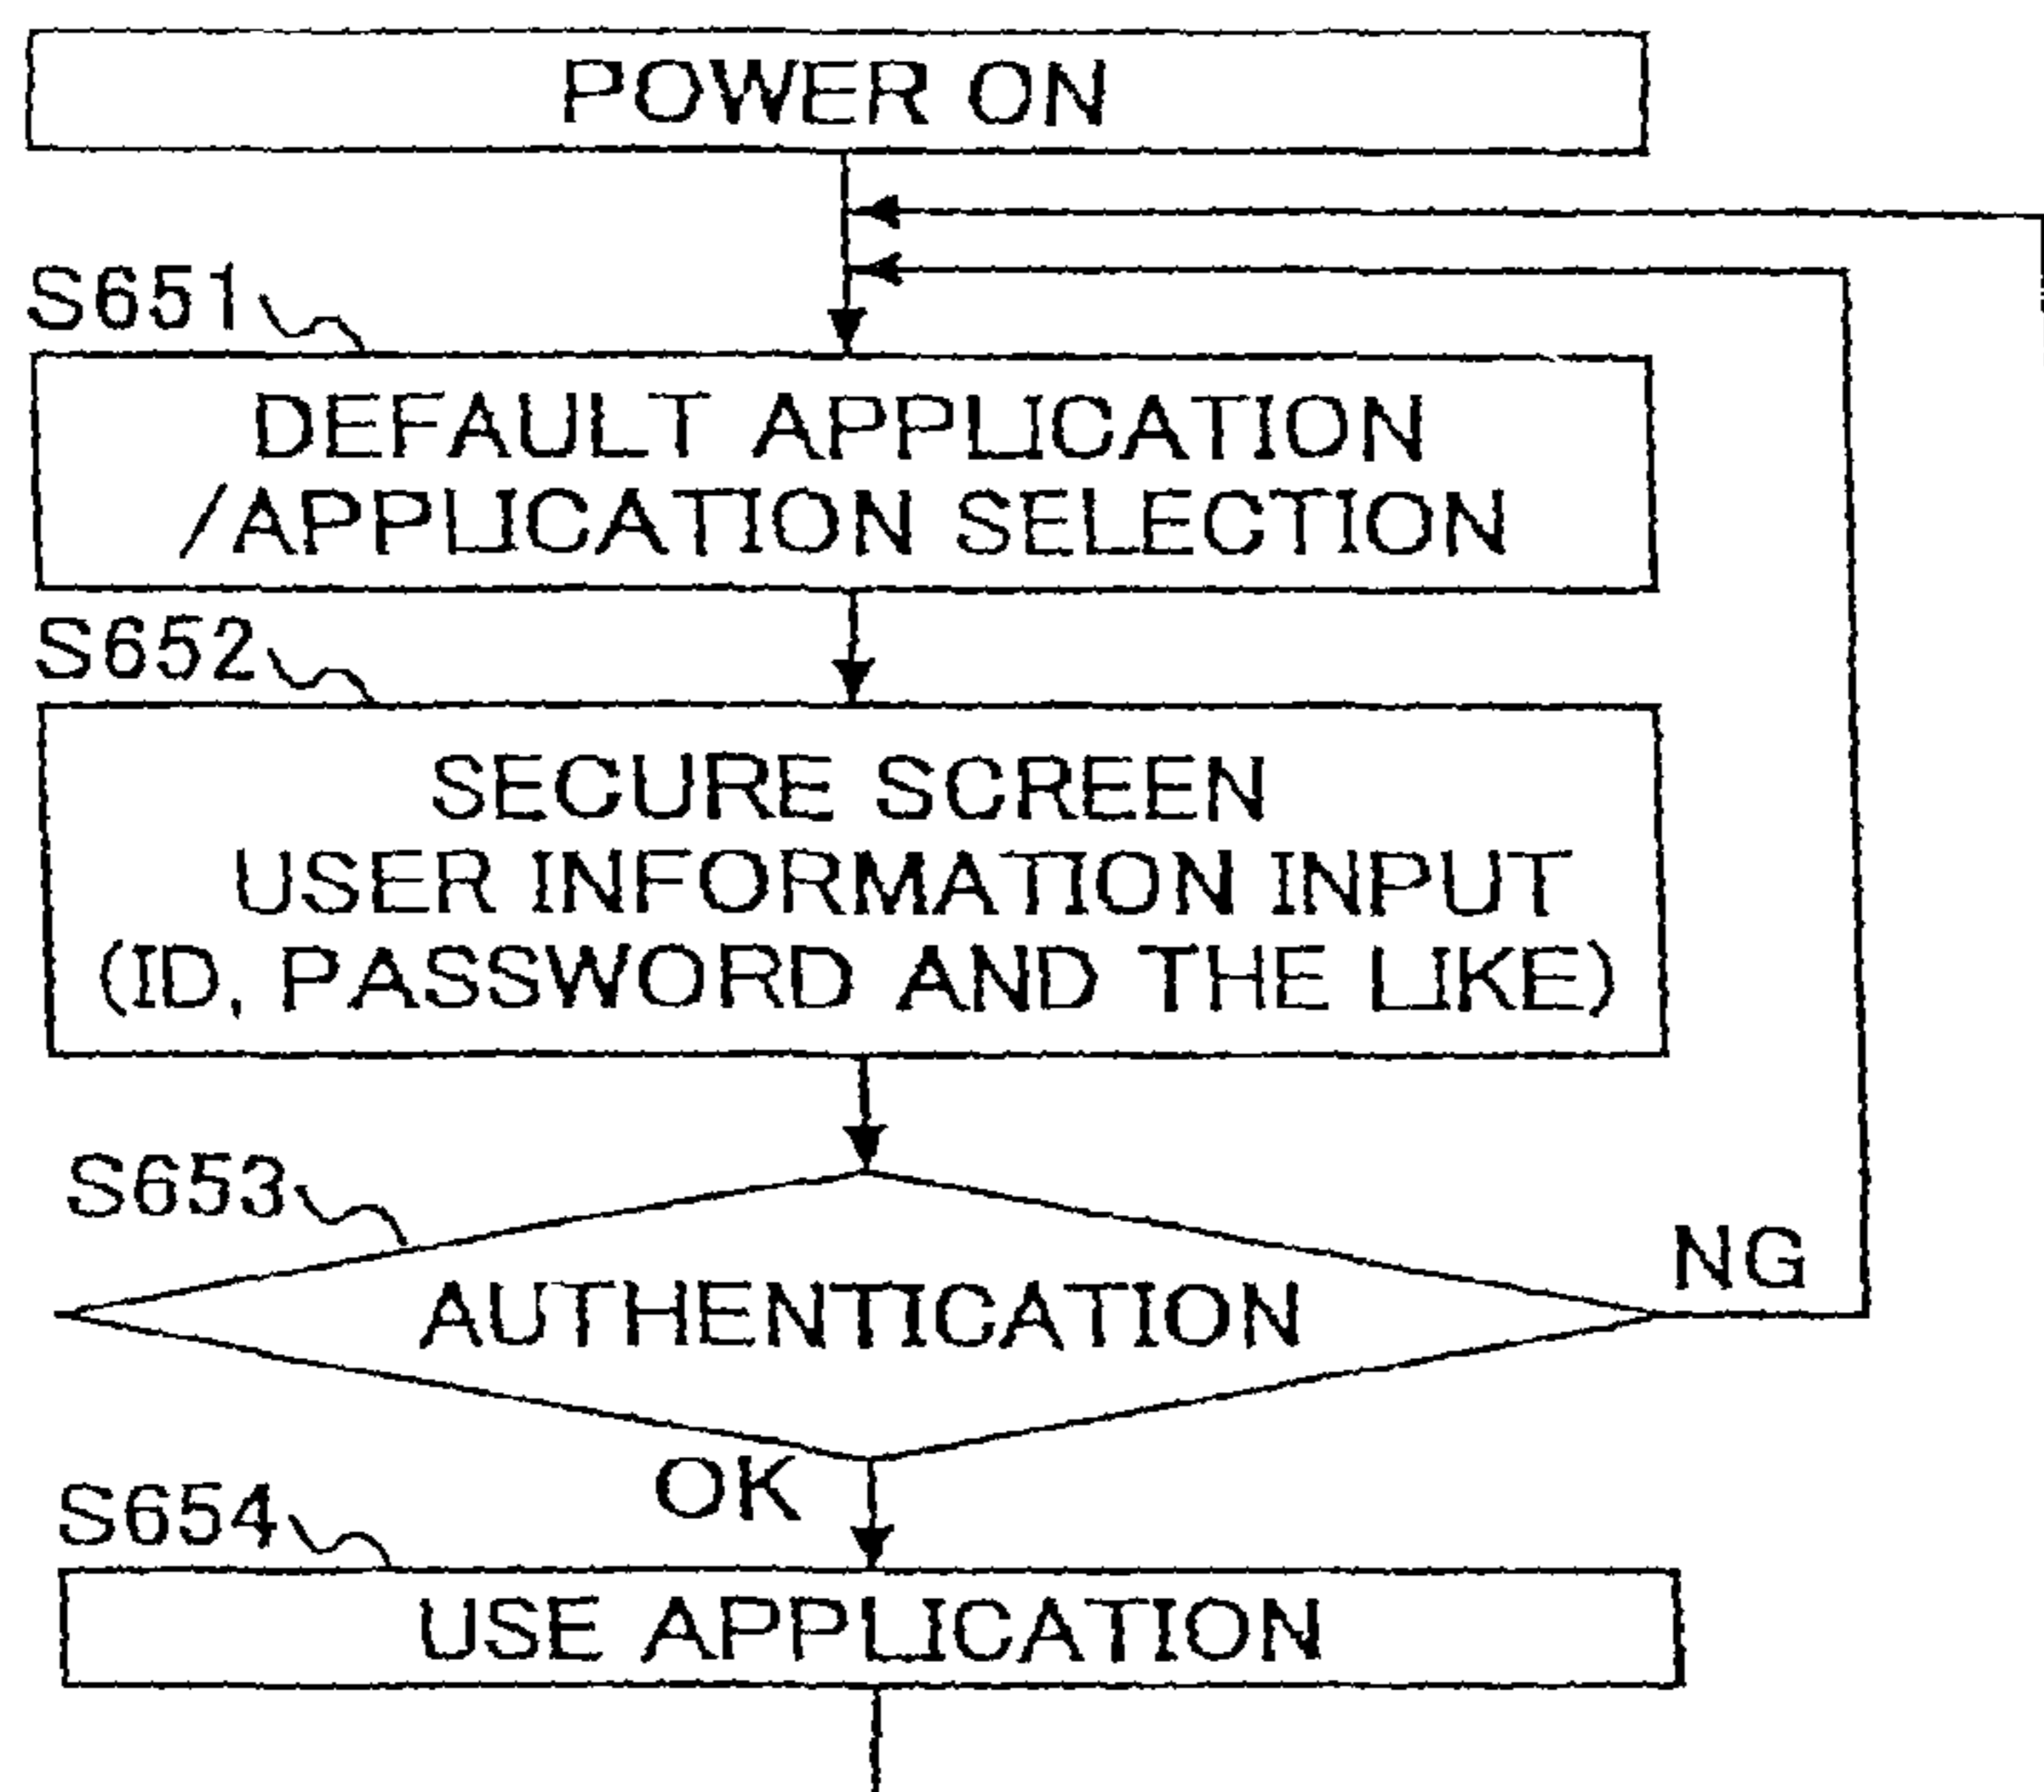 POWER ON
S651
DEFAULT APPLICATION
/APPLICATION SELECTION
S652
SECURE SCREEN
USER INFORMATION INPUT
(ID, PASSWORD AND THE LIKE)
S653
AUTHENTICATION
NG
OK
S654
USE APPLICATION